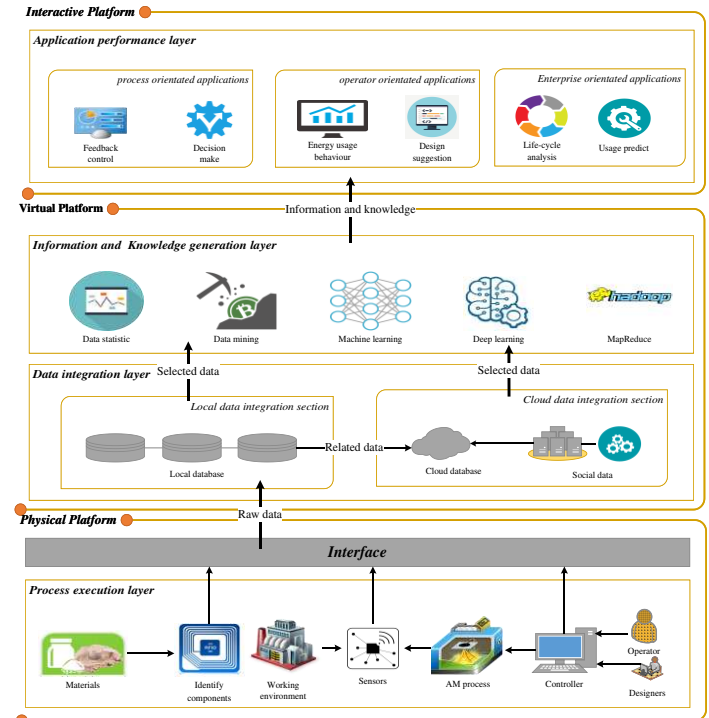 Interactive Platform
Application performance layer
process orientated applications
operator orientated applications
Enterprise orientated applications
Feedback
control
Decision
make
Energy usage
behaviour
Design
suggestion
Life-cycle
analysis
Usage predict
Information and knowledge
Virtual Platform
Information and Knowledge generation layer
Data statistic
Data mining
Machine learning
Deep learning
hadoop
MapReduce
Data integration layer
Selected data
Selected data
Local data integration section
Cloud data integration section
Related data
Local database
Cloud database
Social data
Raw data
Physical Platform
Interface
Process execution layer
Materials
Identify
components
Working
environment
Sensors
AM process
Controller
Operator
Designers